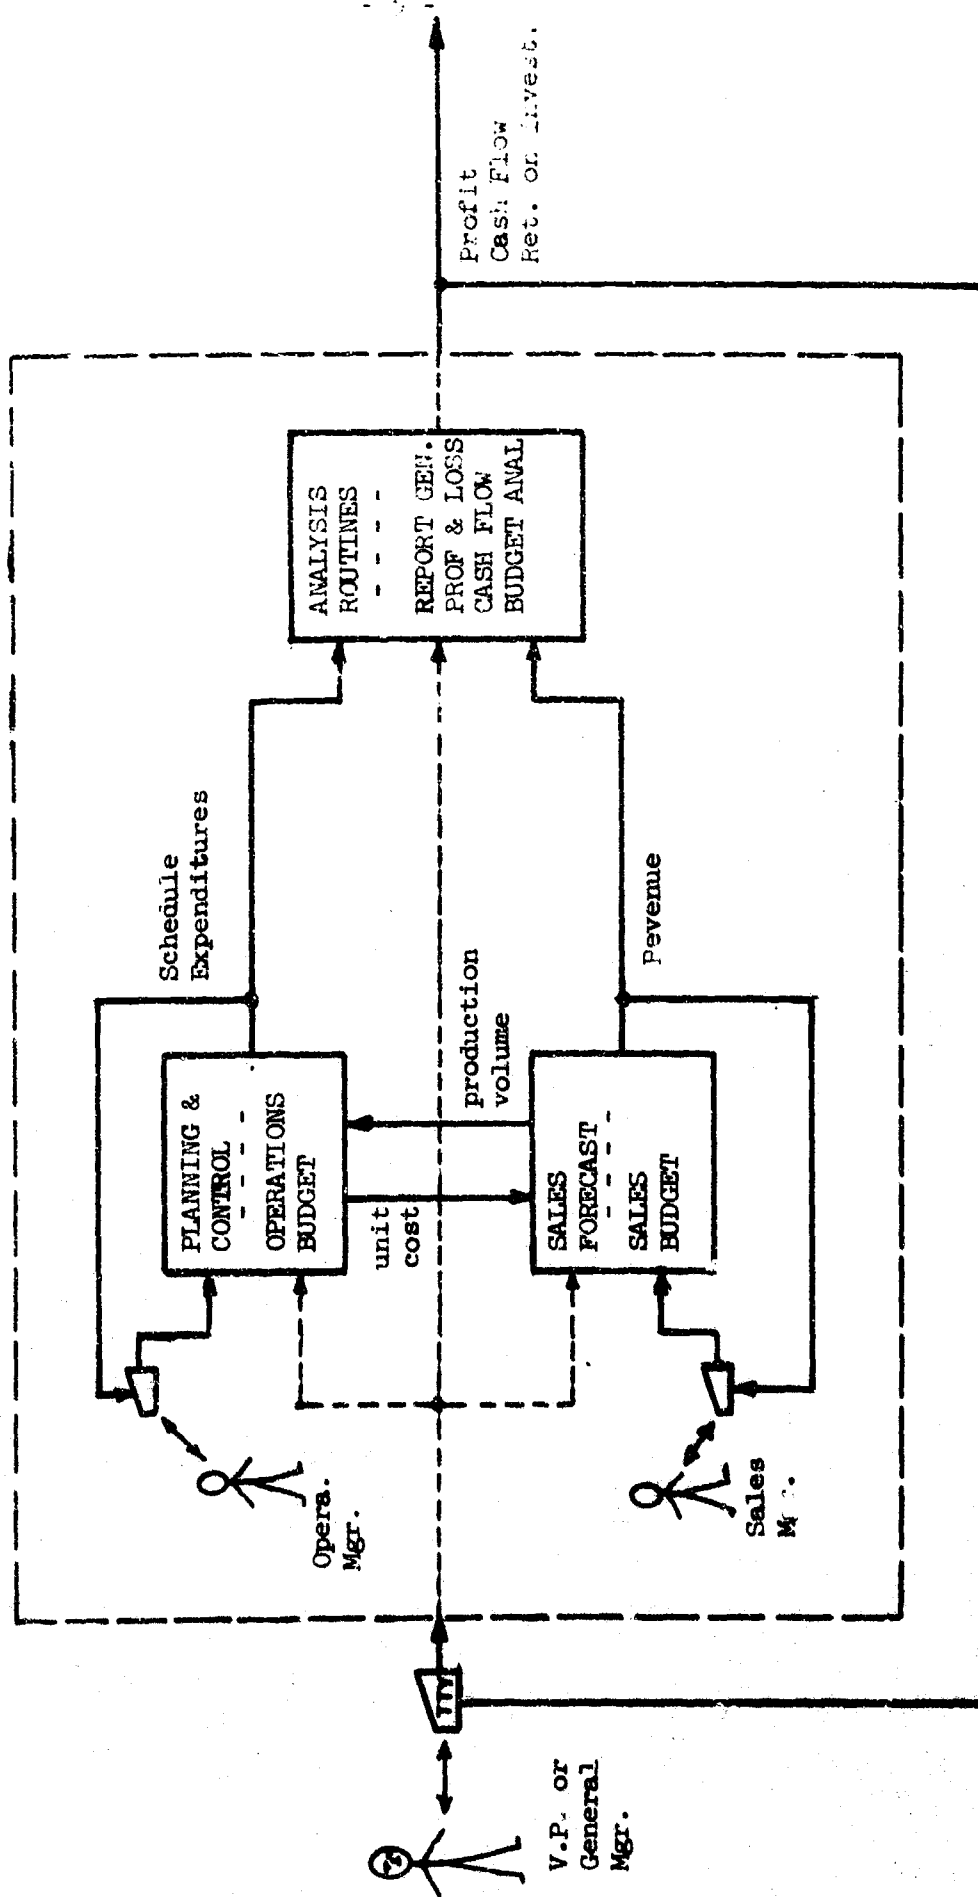 Schedule
Expenditures
PLANNING &
CONTROL
- - - -
OPERATIONS
BUDGET
Opera.
Mgr.
unit
cost
production
volume
V.P. or
General
Mgr.
TTY
SALES
FORECAST
- - - -
SALES
BUDGET
Sales
Revenue
ANALYSIS
ROUTINES
- - - -
REPORT GEN.
PROF & LOSS
CASH FLOW
BUDGET ANAL
Profit
Cash Flow
Ret. on invest.